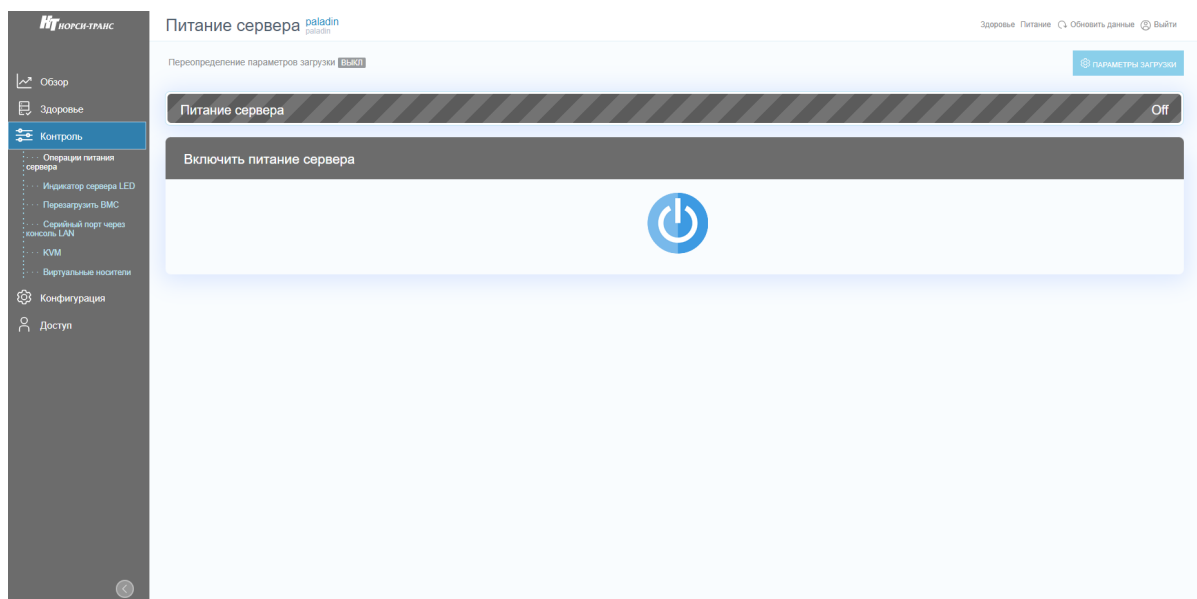 НТ НОРСИ-ТРАНС
Питание сервера paladin
paladin
Здоровье Питание Обновить данные Выйти
Переопределение параметров загрузки ВЫКЛ
ПАРАМЕТРЫ ЗАГРУЗКИ
Обзор
Здоровье
Контроль
Операции питания
сервера
Индикатор сервера LED
Перезагрузить BMC
Серийный порт через
консоль LAN
KVM
Виртуальные носители
Конфигурация
Доступ
Питание сервера Off
Включить питание сервера